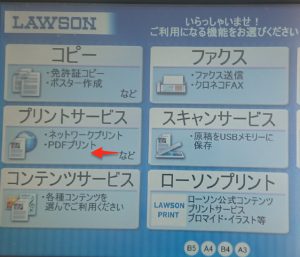 LAWSON
いらっしゃいませ!
ご利用になる機能をお選びください
コピー
・免許証コピー
・ポスター作成
など
ファクス
・ファクス送信
・クロネコFAX
プリントサービス
・ネットワークプリント
・PDFプリント
など
スキャンサービス
・原稿をUSBメモリーに
保存
コンテンツサービス
・各種コンテンツを
選んでご利用ください
ローソンプリント
LAWSON
PRINT
ローソン公式コンテンツ
プリントサービス
ブロマイド・イラスト等
B5 A4 B4 A3